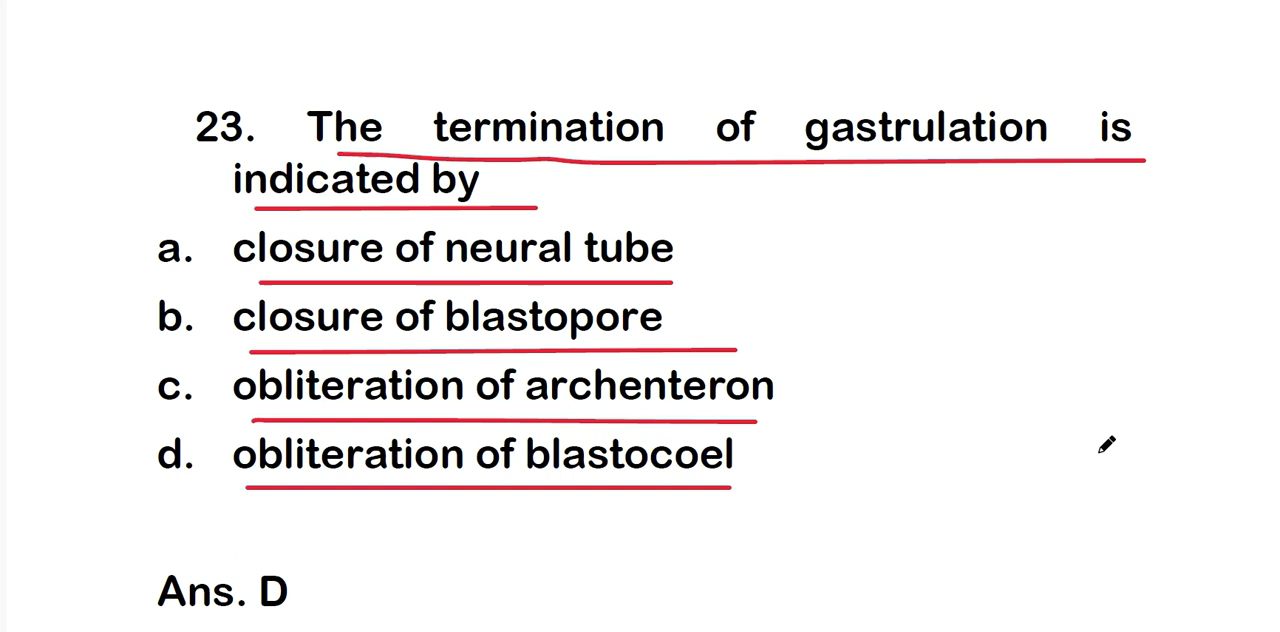 23. The termination of gastrulation is
indicated by
a. closure of neural tube
b. closure of blastopore
c. obliteration of archenteron
d. obliteration of blastocoel
Ans. D